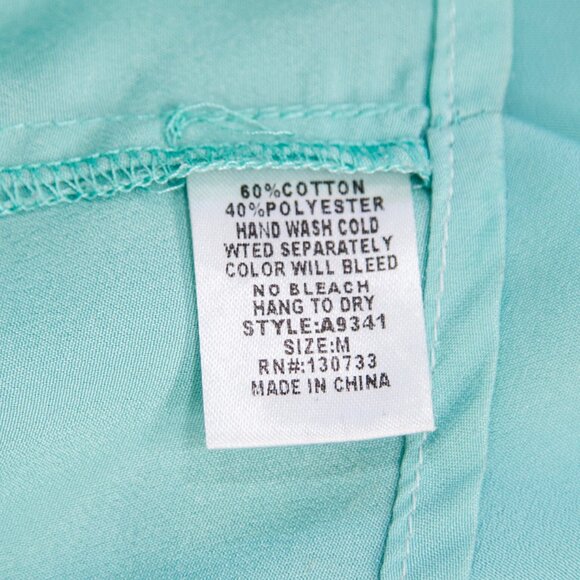 60%COTTON
40%POLYESTER
HAND WASH COLD
WTED SEPARATELY
COLOR WILL BLEED
NO BLEACH
HANG TO DRY
STYLE:A9341
SIZE:M
RN#:130733
MADE IN CHINA